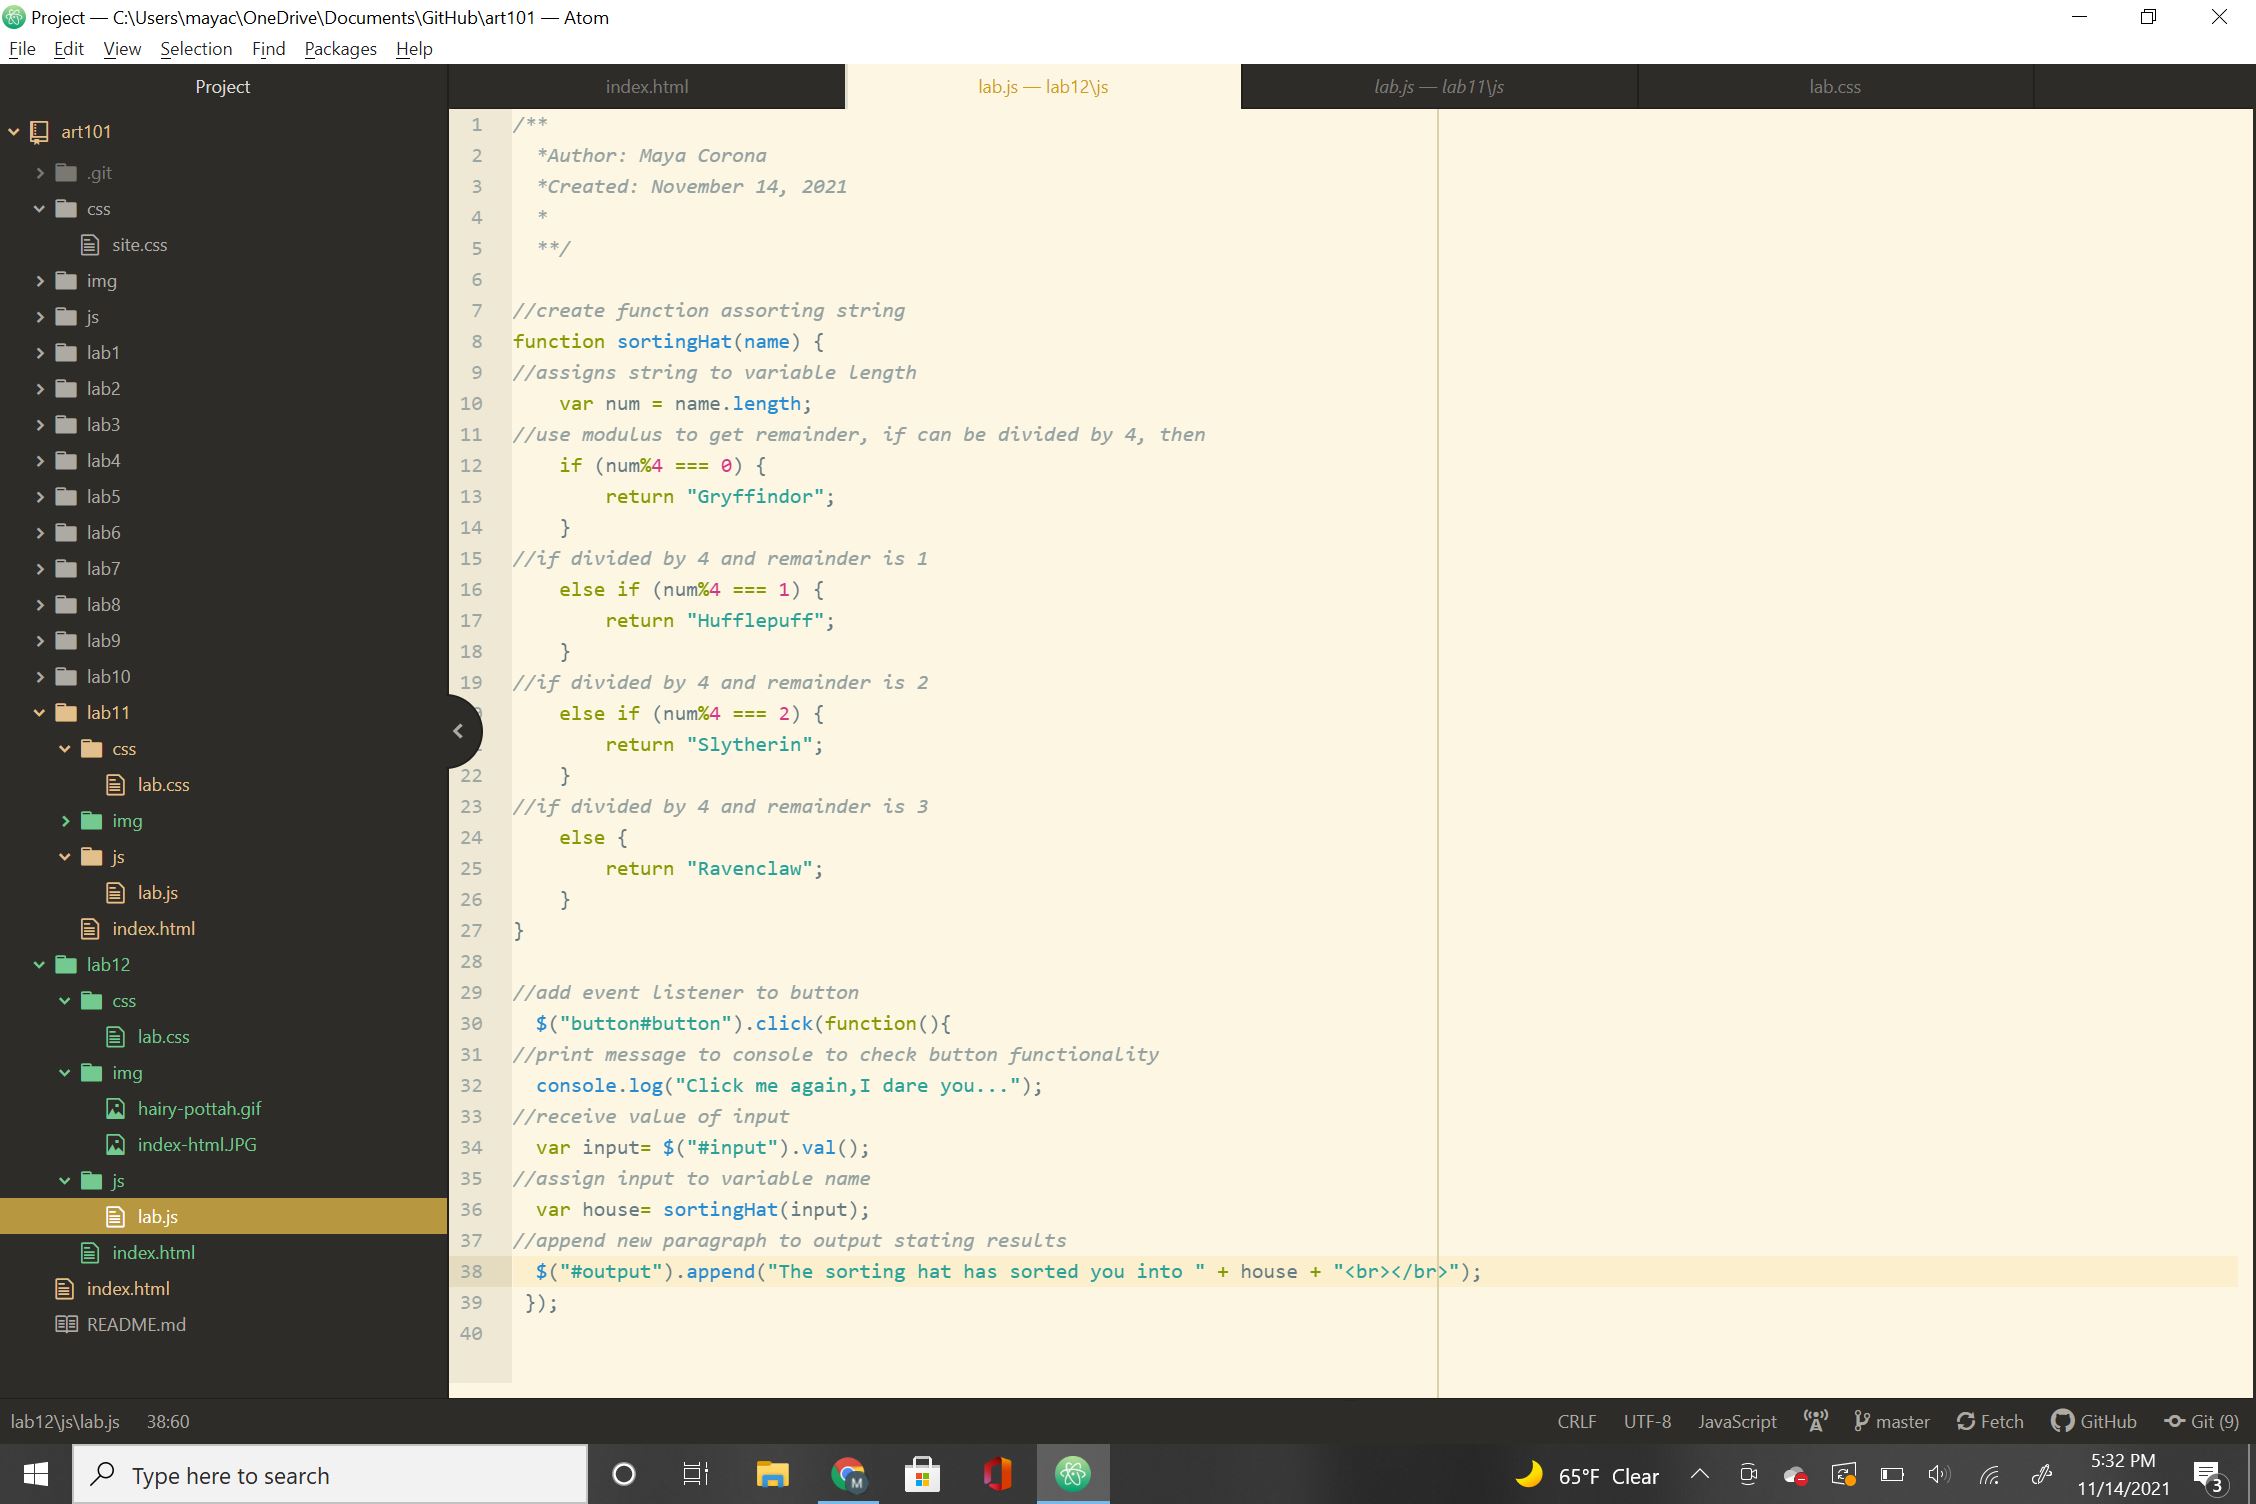 Project — C:\Users\mayac\OneDrive\Documents\GitHub\art101 — Atom
File Edit View Selection Find Packages Help
Project
index.html
lab.js — lab12\js
lab.js — lab11\js
lab.css
art101
.git
css
site.css
img
js
lab1
lab2
lab3
lab4
lab5
lab6
lab7
lab8
lab9
lab10
lab11
css
lab.css
img
js
lab.js
index.html
lab12
css
lab.css
img
hairy-pottah.gif
index-html.JPG
js
lab.js
index.html
index.html
README.md
1 /**
2   *Author: Maya Corona
3   *Created: November 14, 2021
4   *
5   **/
6
7 //create function assorting string
8 function sortingHat(name) {
9 //assigns string to variable length
10     var num = name.length;
11 //use modulus to get remainder, if can be divided by 4, then
12     if (num%4 === 0) {
13         return "Gryffindor";
14     }
15 //if divided by 4 and remainder is 1
16     else if (num%4 === 1) {
17         return "Hufflepuff";
18     }
19 //if divided by 4 and remainder is 2
    else if (num%4 === 2) {
        return "Slytherin";
22     }
23 //if divided by 4 and remainder is 3
24     else {
25         return "Ravenclaw";
26     }
27 }
28
29 //add event listener to button
30   $("button#button").click(function(){
31 //print message to console to check button functionality
32   console.log("Click me again,I dare you...");
33 //receive value of input
34   var input= $("#input").val();
35 //assign input to variable name
36   var house= sortingHat(input);
37 //append new paragraph to output stating results
38   $("#output").append("The sorting hat has sorted you into " + house + "<br></br>");
39  });
40
lab12\js\lab.js 38:60
CRLF UTF-8 JavaScript master Fetch GitHub Git (9)
Type here to search
M
65°F Clear
5:32 PM
11/14/2021
3